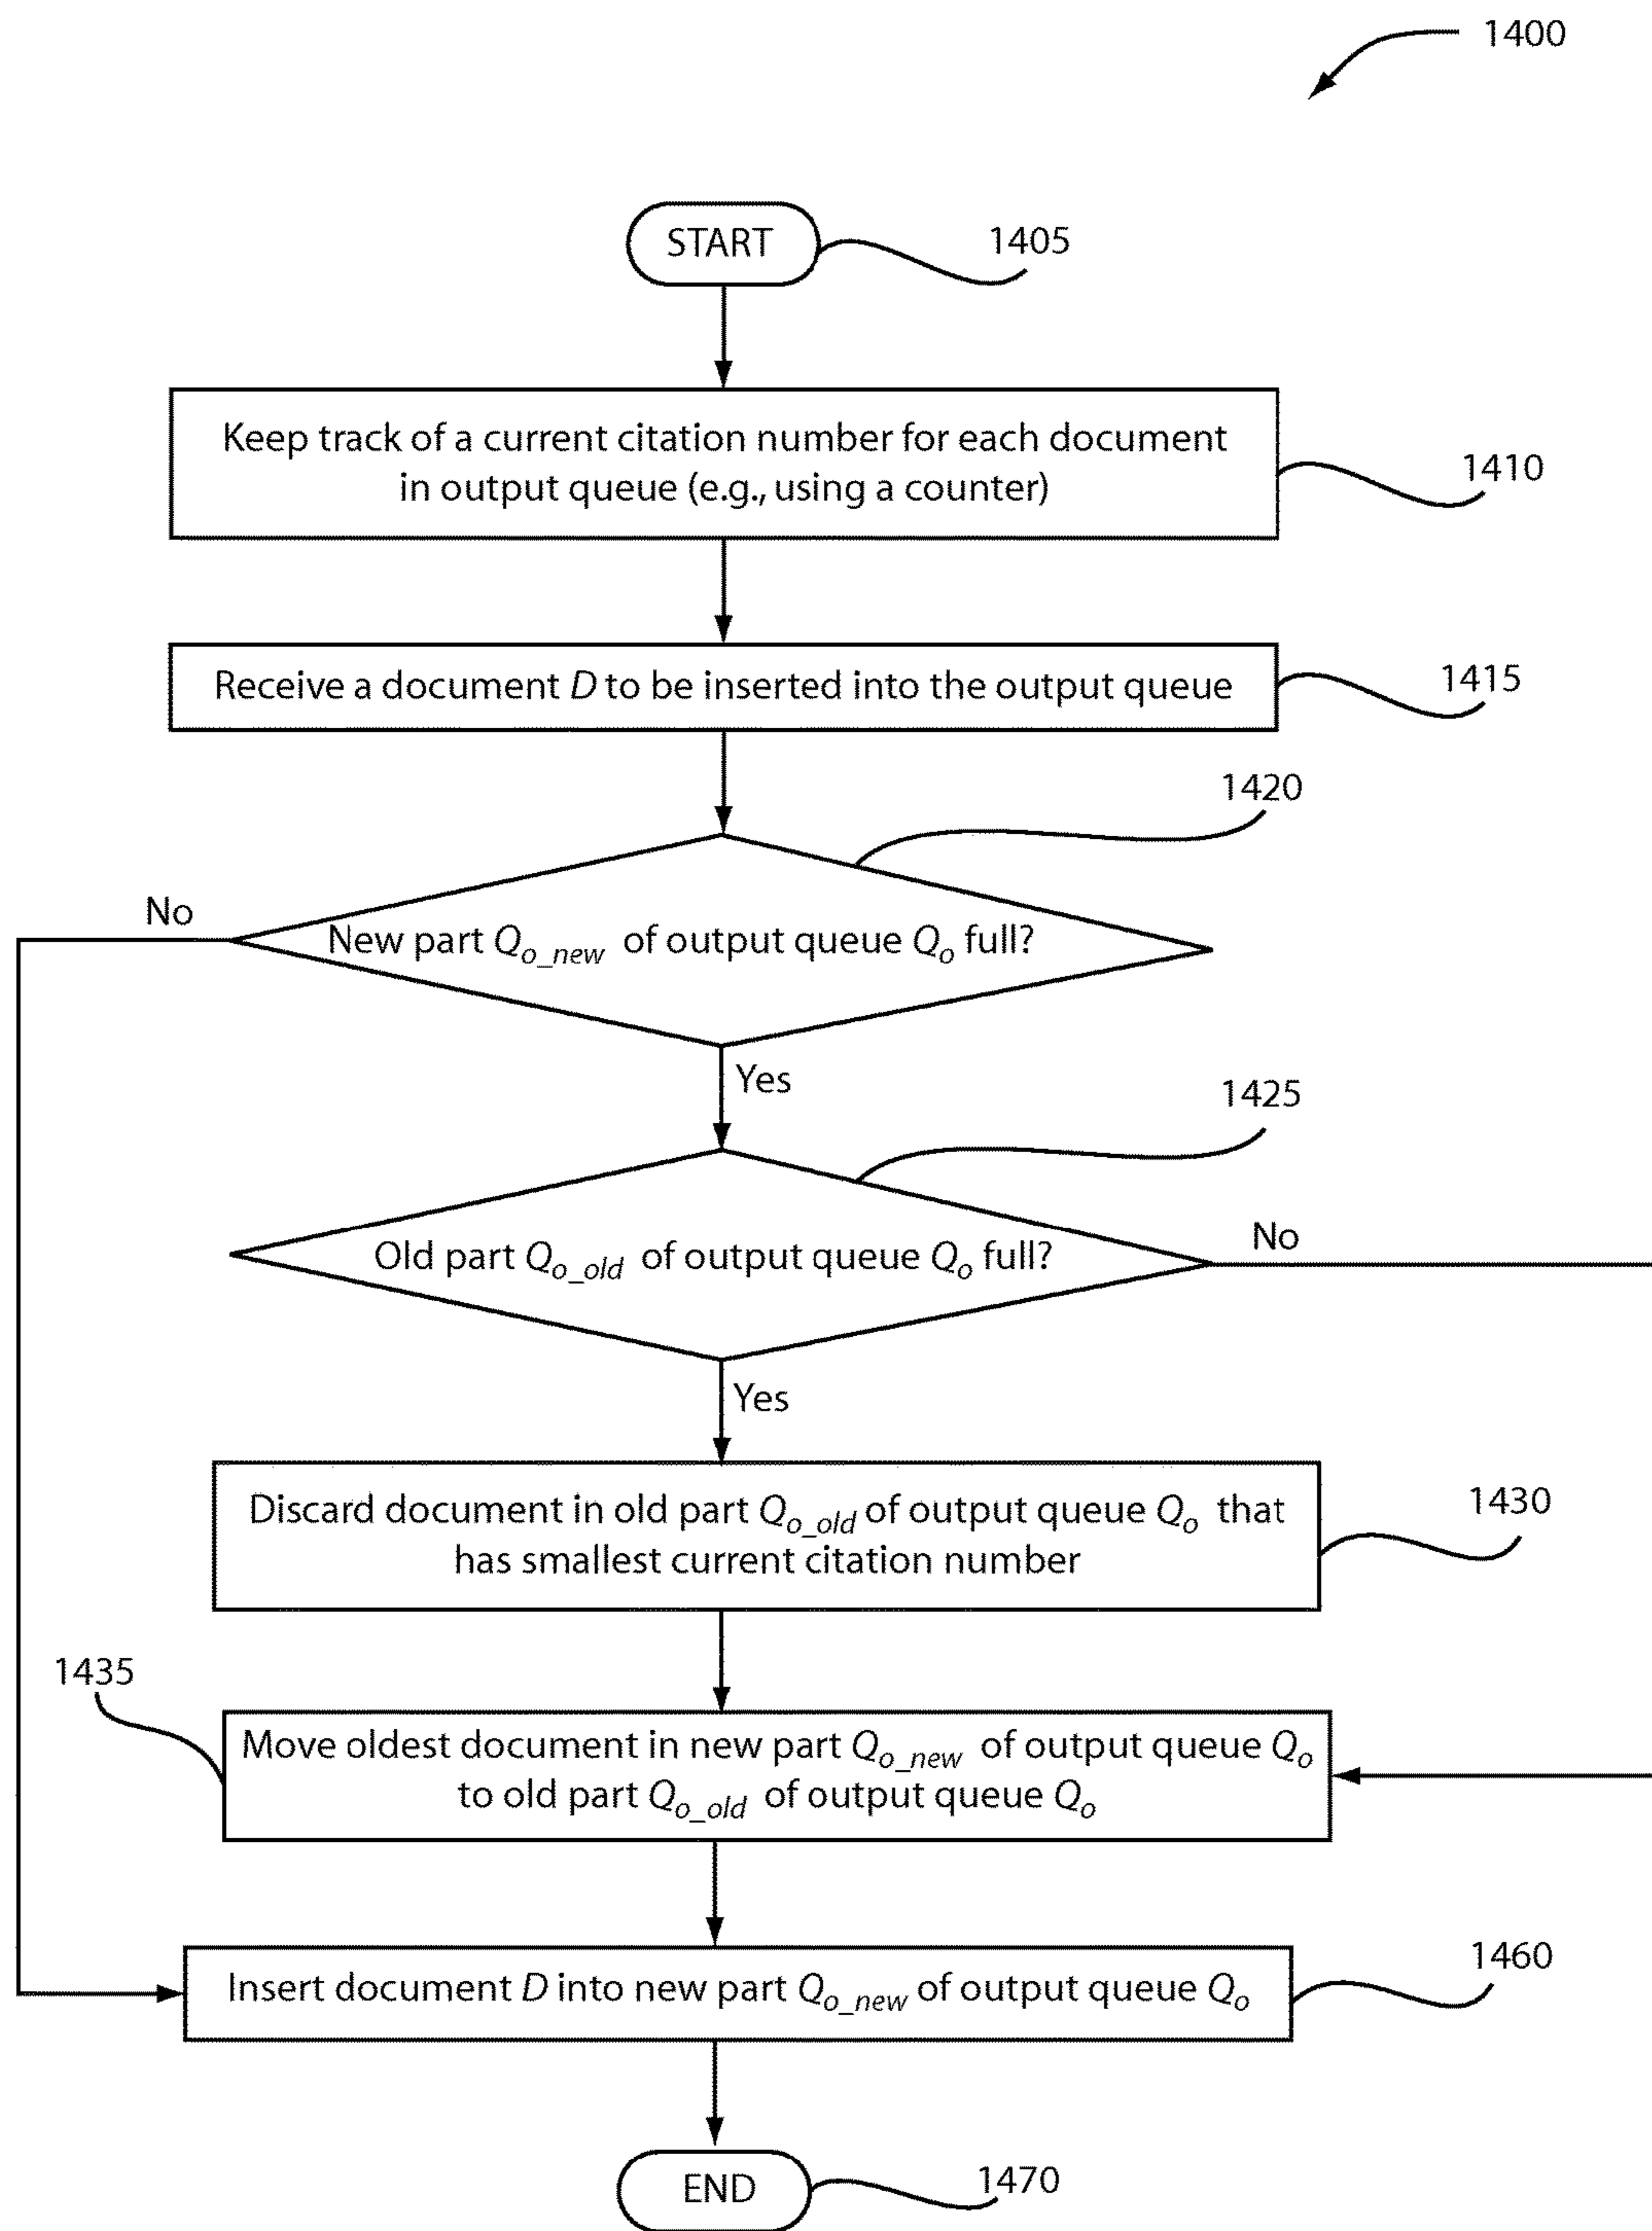 1400
START
1405
Keep track of a current citation number for each document
in output queue (e.g., using a counter)
1410
Receive a document D to be inserted into the output queue
1415
1420
No
New part Qo_new of output queue Qo full?
Yes
1425
Old part Qo_old of output queue Qo full?
No
Yes
Discard document in old part Qo_old of output queue Qo that
has smallest current citation number
1430
1435
Move oldest document in new part Qo_new of output queue Qo
to old part Qo_old of output queue Qo
1460
Insert document D into new part Qo_new of output queue Qo
END
1470